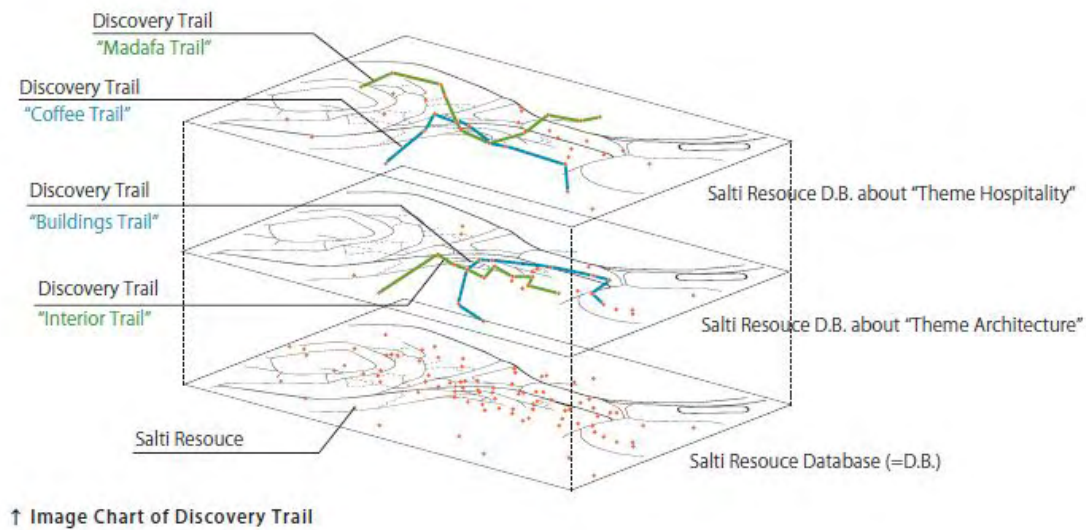 Discovery Trail
"Madafa Trail"
Discovery Trail
"Coffee Trail"
Salti Resouce D.B. about "Theme Hospitality"
Discovery Trail
"Buildings Trail"
Discovery Trail
"Interior Trail"
Salti Resouce D.B. about "Theme Architecture"
Salti Resouce
Salti Resouce Database (=D.B.)
↑ Image Chart of Discovery Trail